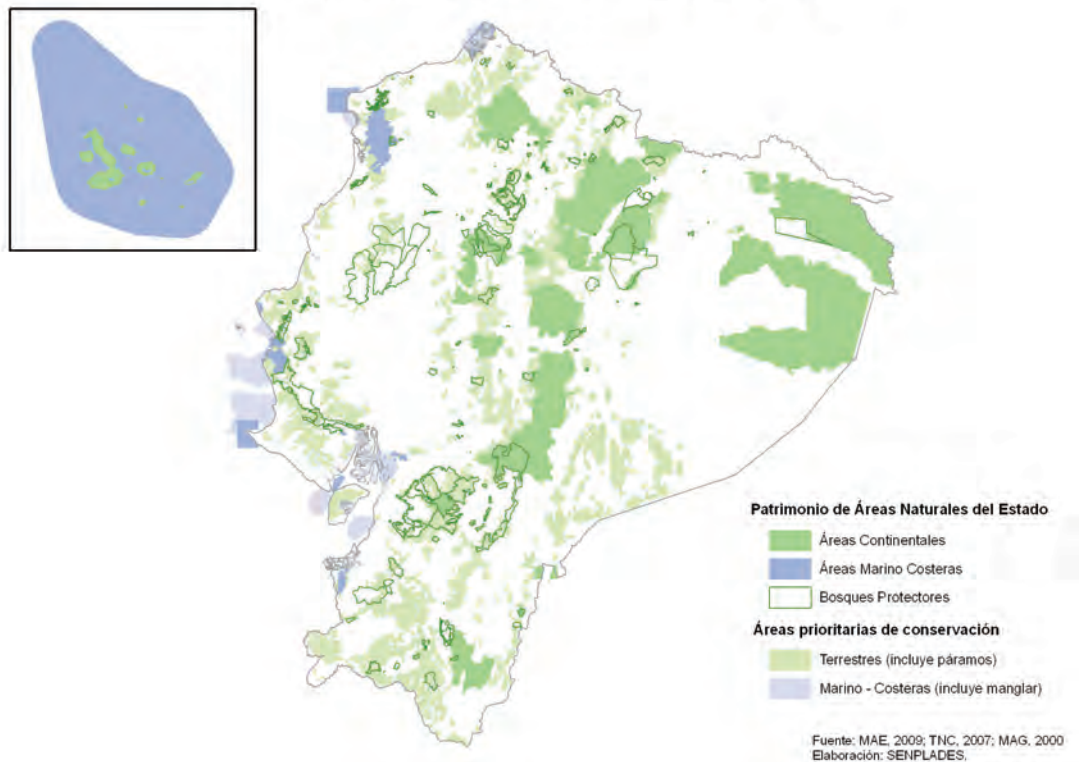 Patrimonio de Áreas Naturales del Estado
Áreas Continentales
Áreas Marino Costeras
Bosques Protectores
Áreas prioritarias de conservación
Terrestres (incluye páramos)
Marino - Costeras (incluye manglar)
Fuente: MAE, 2009; TNC, 2007; MAG, 2000
Elaboración: SENPLADES.